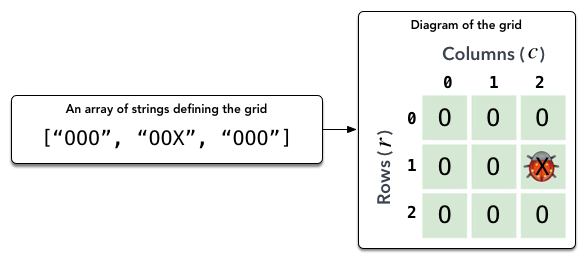 Diagram of the grid
Columns (c)
0 1 2
An array of strings defining the grid
["000", "00X", "000"]
Rows (r)
0 0 0 0
1 0 0 X
2 0 0 0